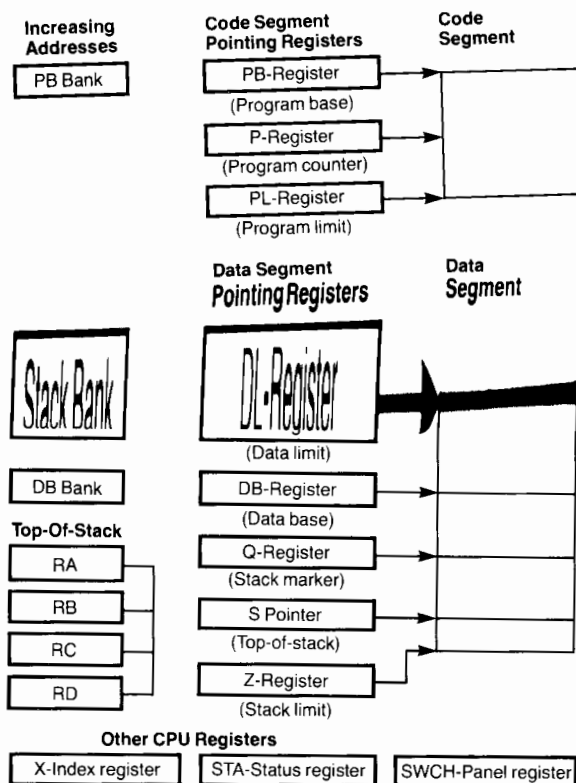 Increasing
Addresses
PB Bank
Code Segment
Pointing Registers
PB-Register
(Program base)
P-Register
(Program counter)
PL-Register
(Program limit)
Code
Segment
Data Segment
Pointing Registers
Data
Segment
Stack Bank
DL-Register
(Data limit)
DB Bank
DB-Register
(Data base)
Top-Of-Stack
RA
RB
RC
RD
Q-Register
(Stack marker)
S Pointer
(Top-of-stack)
Z-Register
(Stack limit)
Other CPU Registers
X-Index register
STA-Status register
SWCH-Panel register